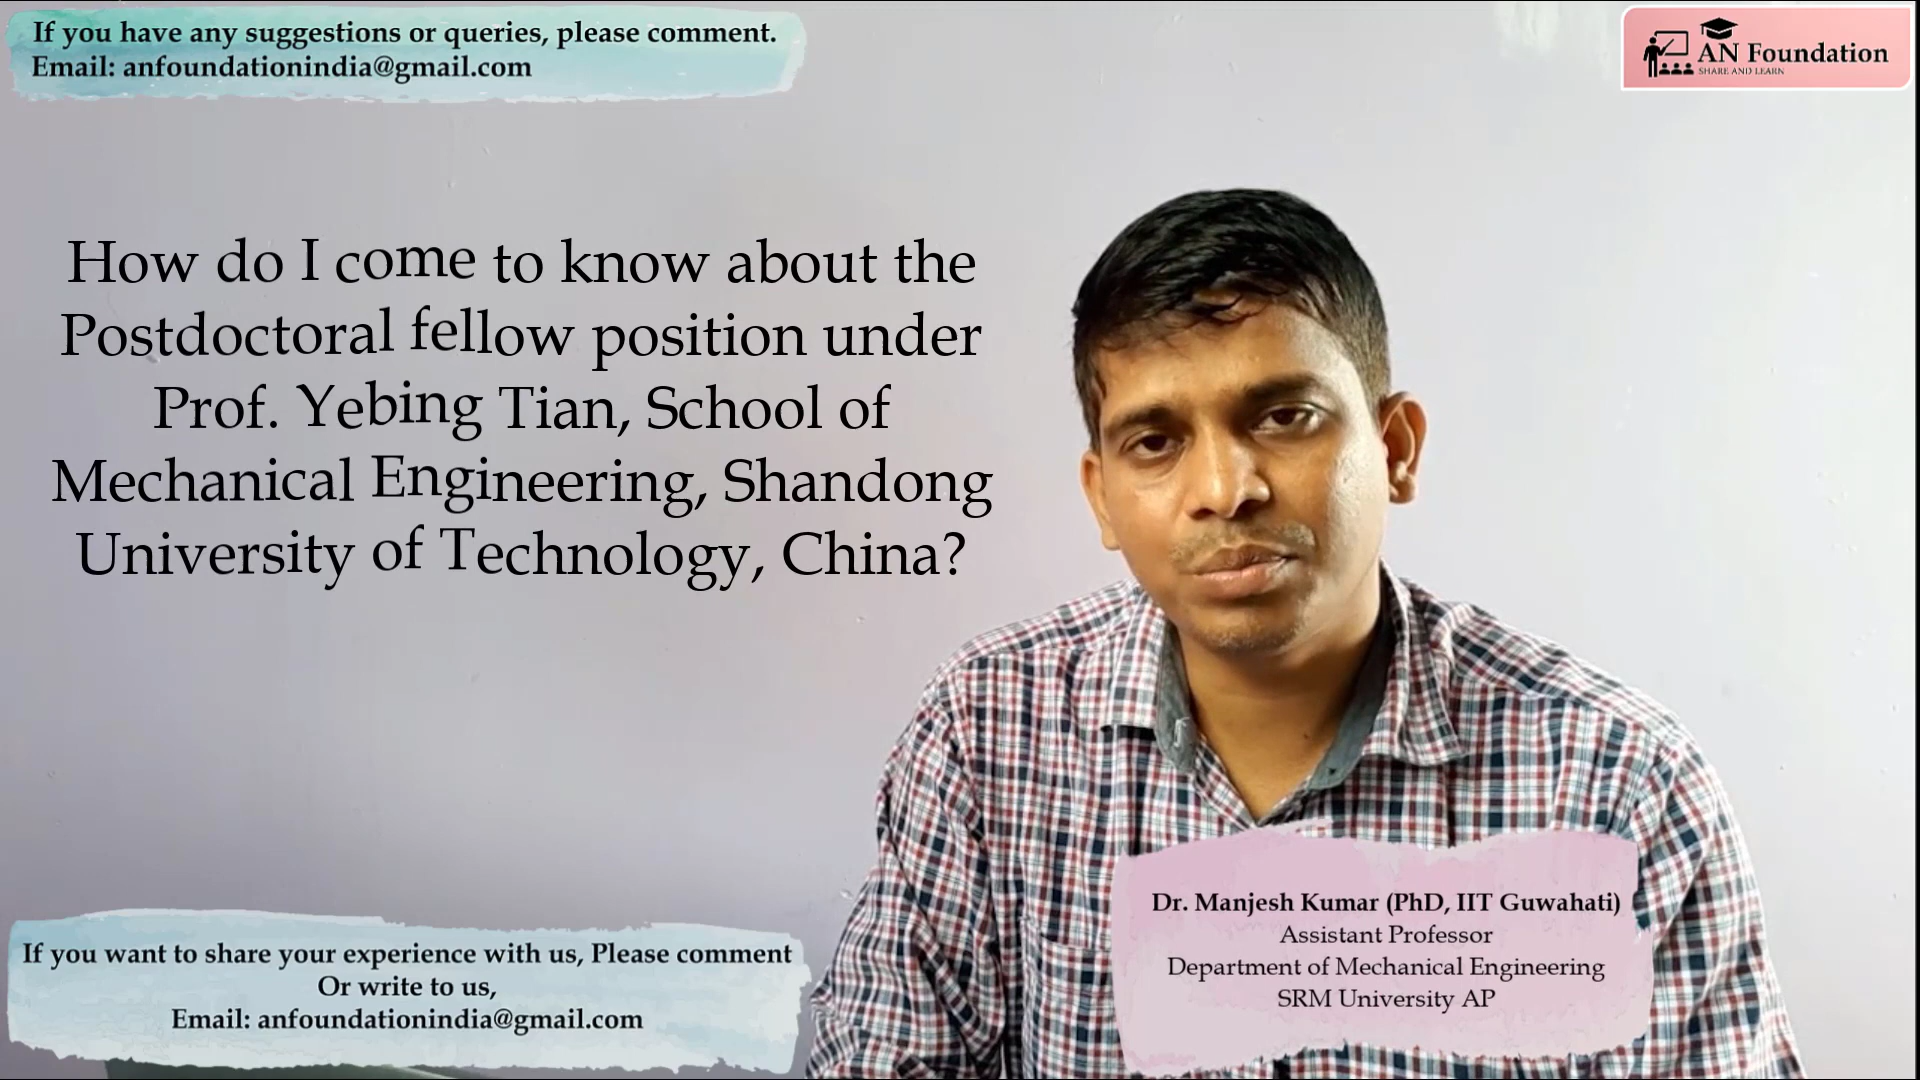 If you have any suggestions or queries, please comment.
Email: anfoundationindia@gmail.com
AN Foundation
SHARE AND LEARN
How do I come to know about the
Postdoctoral fellow position under
Prof. Yebing Tian, School of
Mechanical Engineering, Shandong
University of Technology, China?
Dr. Manjesh Kumar (PhD, IIT Guwahati)
Assistant Professor
Department of Mechanical Engineering
SRM University AP
If you want to share your experience with us, Please comment
Or write to us,
Email: anfoundationindia@gmail.com